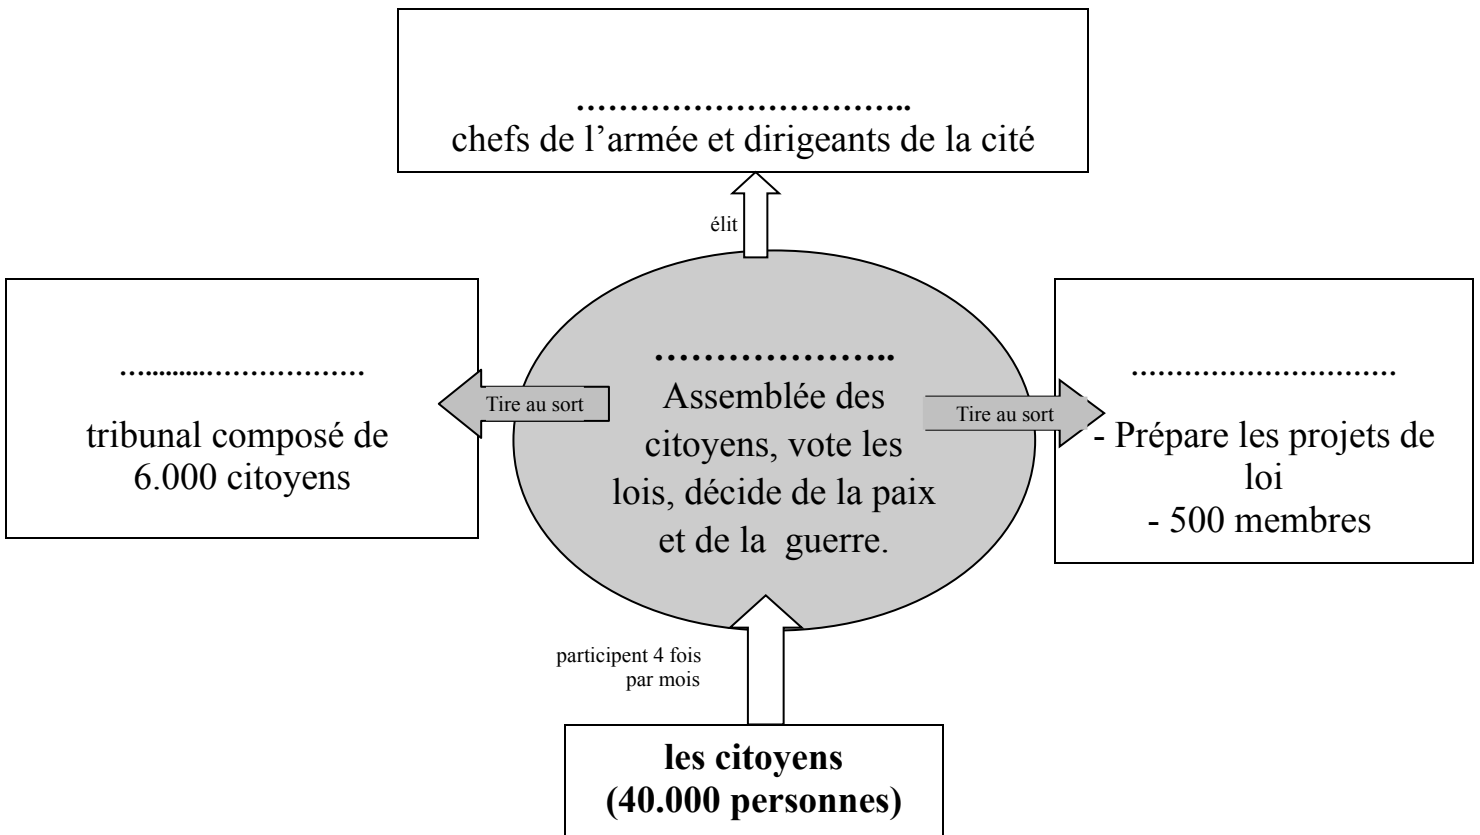 ……………………………..
chefs de l’armée et dirigeants de la cité
élit
…..........………………
tribunal composé de
6.000 citoyens
Tire au sort
…………………..
Assemblée des
citoyens, vote les
lois, décide de la paix
et de la guerre.
Tire au sort
………………………….
- Prépare les projets de
loi
- 500 membres
participent 4 fois
par mois
les citoyens
(40.000 personnes)